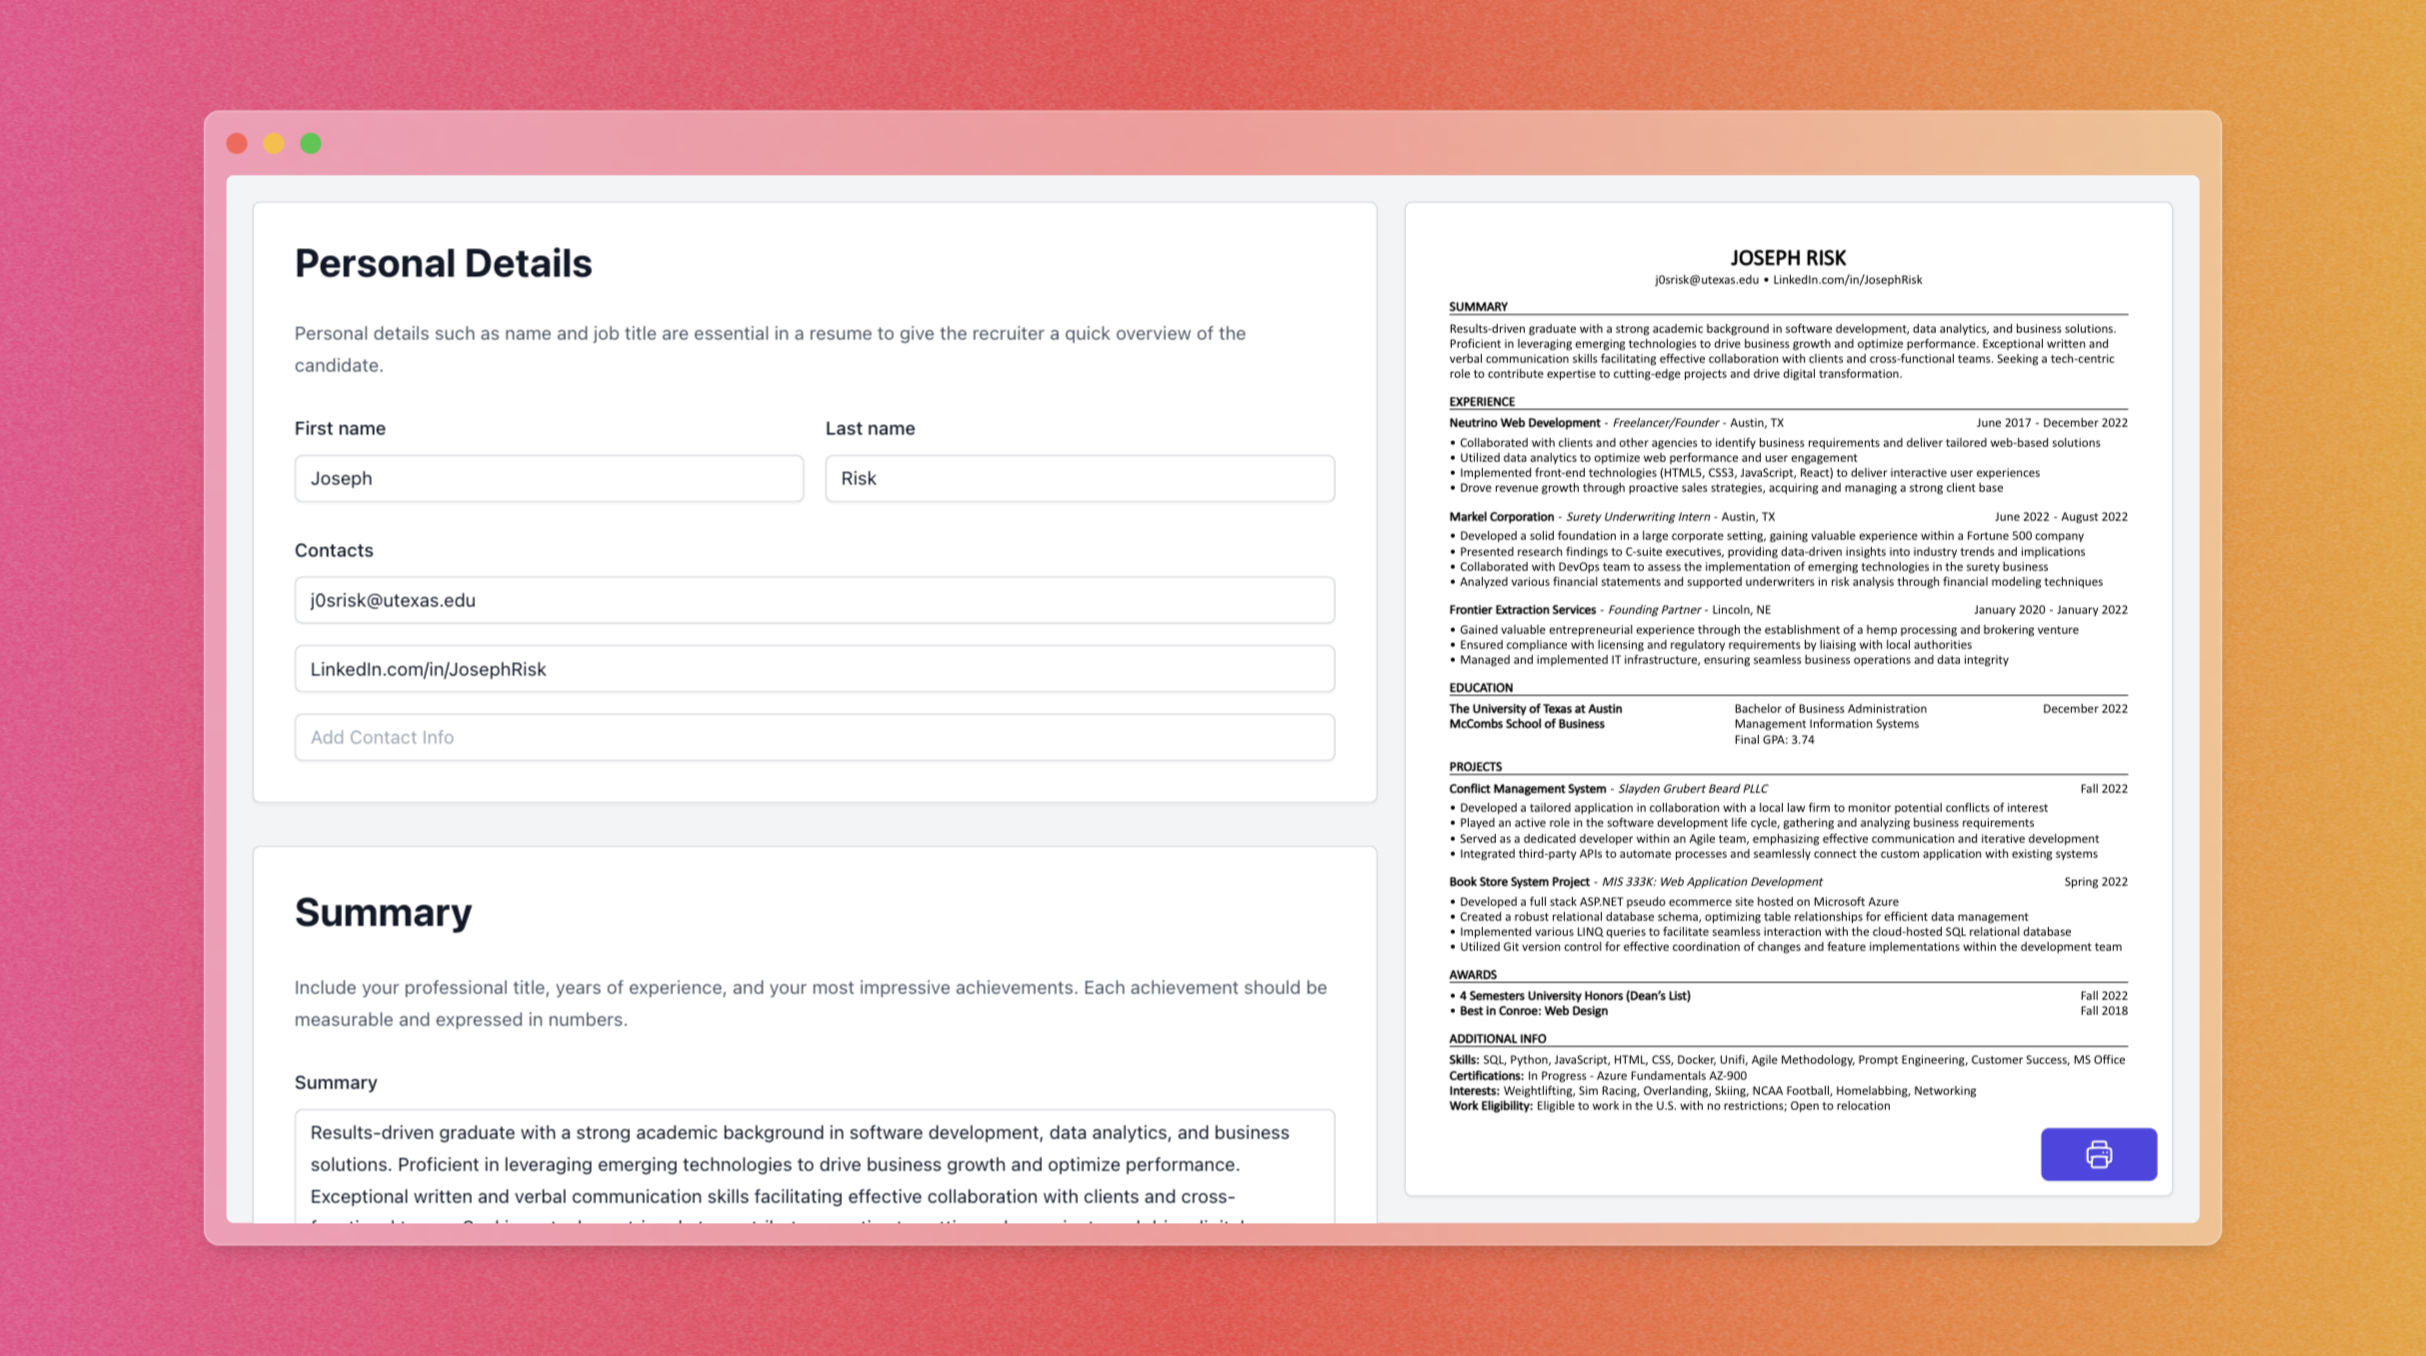 Personal Details
Personal details such as name and job title are essential in a resume to give the recruiter a quick overview of the
candidate.
First name
Last name
Joseph
Risk
Contacts
j0srisk@utexas.edu
LinkedIn.com/in/JosephRisk
Add Contact Info
Summary
Include your professional title, years of experience, and your most impressive achievements. Each achievement should be
measurable and expressed in numbers.
Summary
Results-driven graduate with a strong academic background in software development, data analytics, and business
solutions. Proficient in leveraging emerging technologies to drive business growth and optimize performance.
Exceptional written and verbal communication skills facilitating effective collaboration with clients and cross-
JOSEPH RISK
j0srisk@utexas.edu • LinkedIn.com/in/JosephRisk
SUMMARY
Results-driven graduate with a strong academic background in software development, data analytics, and business solutions.
Proficient in leveraging emerging technologies to drive business growth and optimize performance. Exceptional written and
verbal communication skills facilitating effective collaboration with clients and cross-functional teams. Seeking a tech-centric
role to contribute expertise to cutting-edge projects and drive digital transformation.
EXPERIENCE
Neutrino Web Development - Freelancer/Founder - Austin, TX June 2017 - December 2022
• Collaborated with clients and other agencies to identify business requirements and deliver tailored web-based solutions
• Utilized data analytics to optimize web performance and user engagement
• Implemented front-end technologies (HTML5, CSS3, JavaScript, React) to deliver interactive user experiences
• Drove revenue growth through proactive sales strategies, acquiring and managing a strong client base
Markel Corporation - Surety Underwriting Intern - Austin, TX June 2022 - August 2022
• Developed a solid foundation in a large corporate setting, gaining valuable experience within a Fortune 500 company
• Presented research findings to C-suite executives, providing data-driven insights into industry trends and implications
• Collaborated with DevOps team to assess the implementation of emerging technologies in the surety business
• Analyzed various financial statements and supported underwriters in risk analysis through financial modeling techniques
Frontier Extraction Services - Founding Partner - Lincoln, NE January 2020 - January 2022
• Gained valuable entrepreneurial experience through the establishment of a hemp processing and brokering venture
• Ensured compliance with licensing and regulatory requirements by liaising with local authorities
• Managed and implemented IT infrastructure, ensuring seamless business operations and data integrity
EDUCATION
The University of Texas at Austin Bachelor of Business Administration December 2022
McCombs School of Business Management Information Systems
Final GPA: 3.74
PROJECTS
Conflict Management System - Slayden Grubert Beard PLLC Fall 2022
• Developed a tailored application in collaboration with a local law firm to monitor potential conflicts of interest
• Played an active role in the software development life cycle, gathering and analyzing business requirements
• Served as a dedicated developer within an Agile team, emphasizing effective communication and iterative development
• Integrated third-party APIs to automate processes and seamlessly connect the custom application with existing systems
Book Store System Project - MIS 333K: Web Application Development Spring 2022
• Developed a full stack ASP.NET pseudo ecommerce site hosted on Microsoft Azure
• Created a robust relational database schema, optimizing table relationships for efficient data management
• Implemented various LINQ queries to facilitate seamless interaction with the cloud-hosted SQL relational database
• Utilized Git version control for effective coordination of changes and feature implementations within the development team
AWARDS
• 4 Semesters University Honors (Dean's List) Fall 2022
• Best in Conroe: Web Design Fall 2018
ADDITIONAL INFO
Skills: SQL, Python, JavaScript, HTML, CSS, Docker, Unifi, Agile Methodology, Prompt Engineering, Customer Success, MS Office
Certifications: In Progress - Azure Fundamentals AZ-900
Interests: Weightlifting, Sim Racing, Overlanding, Skiing, NCAA Football, Homelabbing, Networking
Work Eligibility: Eligible to work in the U.S. with no restrictions; Open to relocation